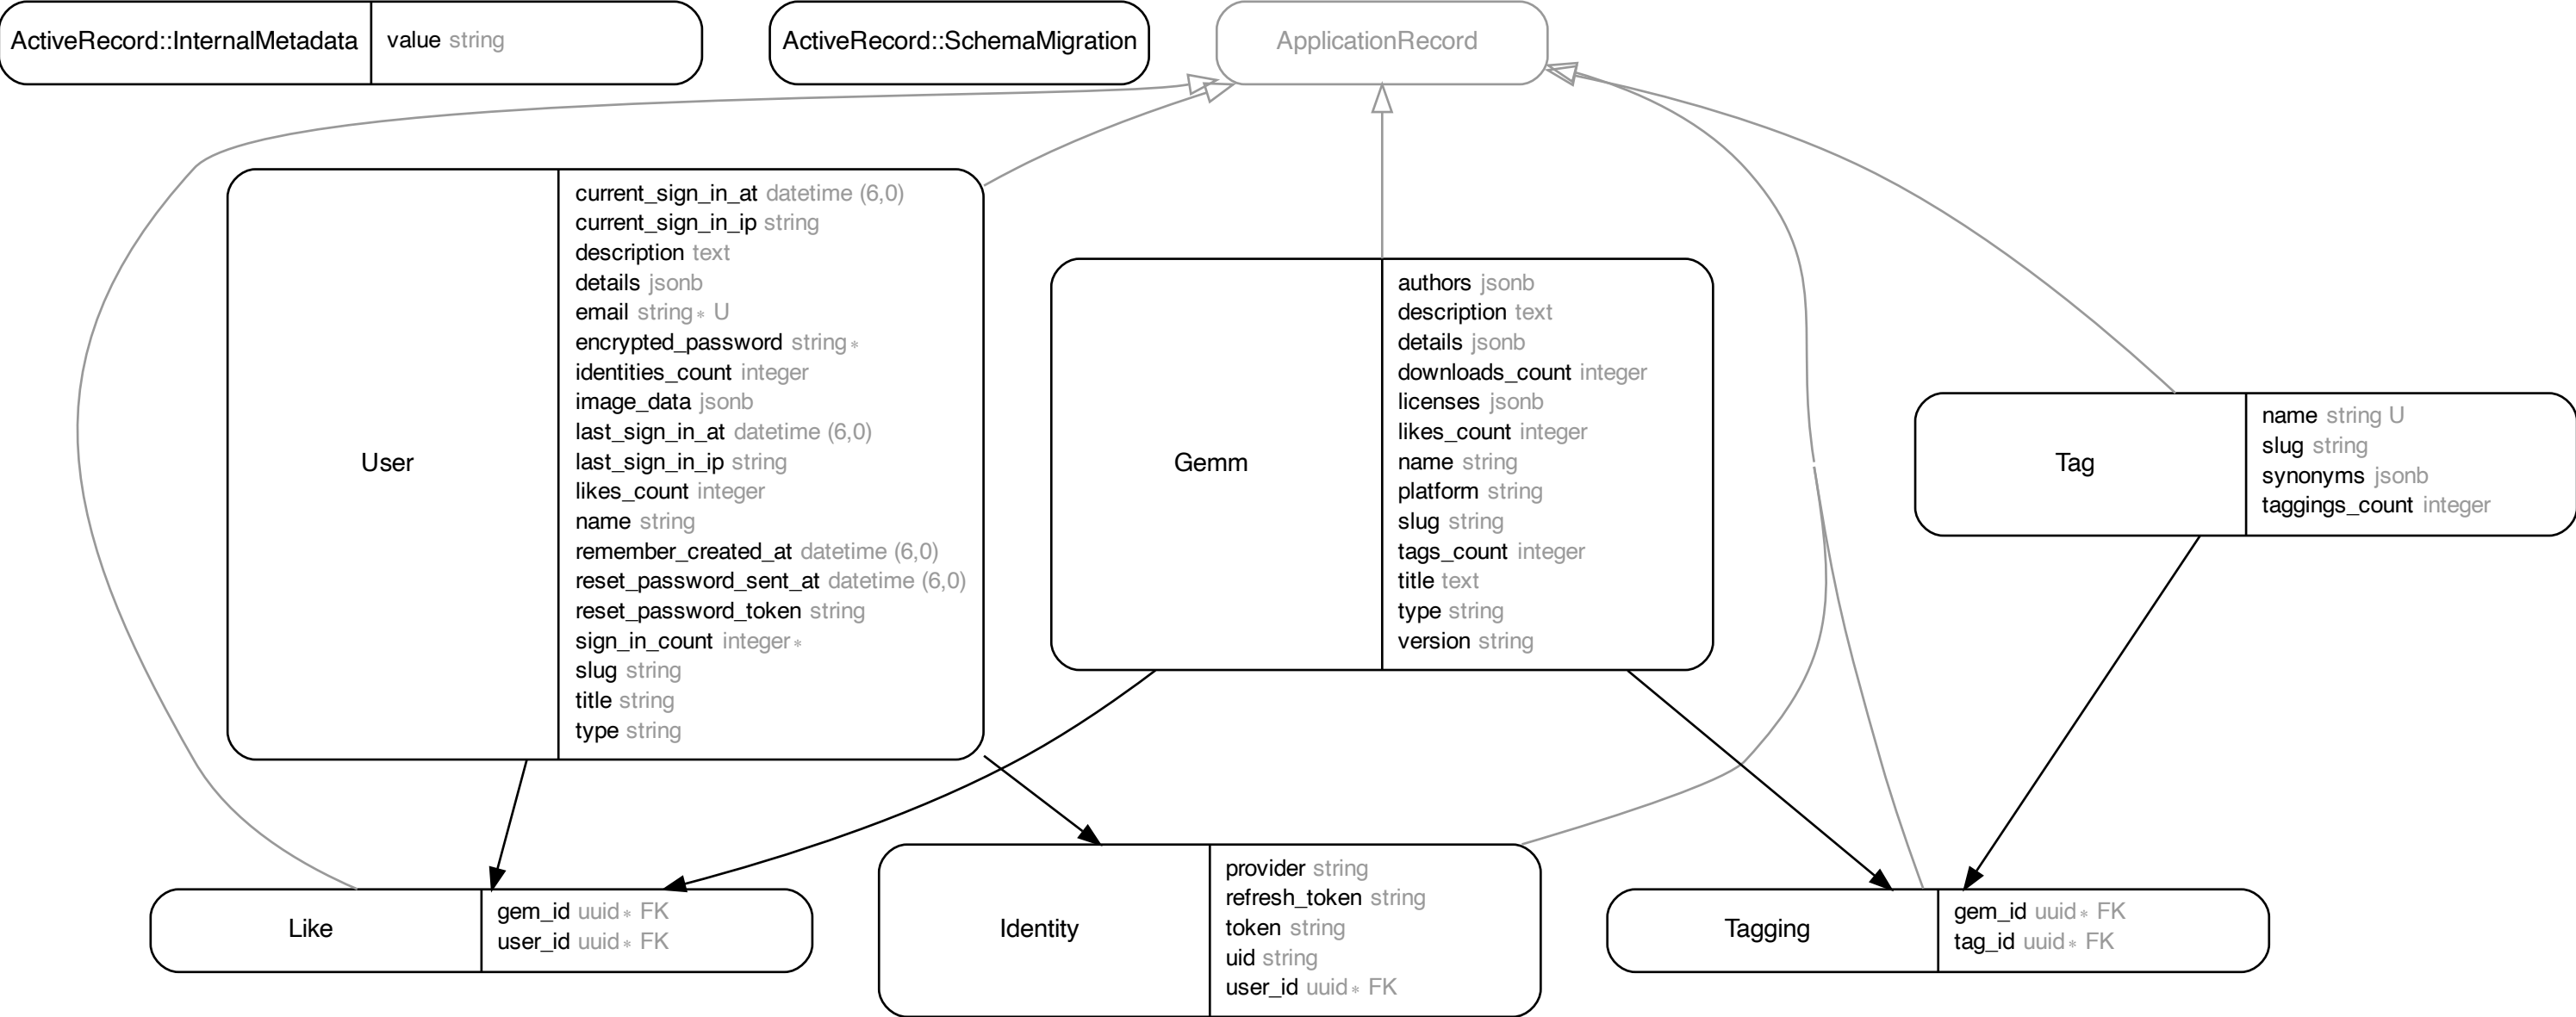 ActiveRecord::InternalMetadata
value string
ActiveRecord::SchemaMigration
ApplicationRecord
User
current_sign_in_at datetime (6,0)
current_sign_in_ip string
description text
details jsonb
email string* U
encrypted_password string*
identities_count integer
image_data jsonb
last_sign_in_at datetime (6,0)
last_sign_in_ip string
likes_count integer
name string
remember_created_at datetime (6,0)
reset_password_sent_at datetime (6,0)
reset_password_token string
sign_in_count integer*
slug string
title string
type string
Gemm
authors jsonb
description text
details jsonb
downloads_count integer
licenses jsonb
likes_count integer
name string
platform string
slug string
tags_count integer
title text
type string
version string
Tag
name string U
slug string
synonyms jsonb
taggings_count integer
Like
gem_id uuid* FK
user_id uuid* FK
Identity
provider string
refresh_token string
token string
uid string
user_id uuid* FK
Tagging
gem_id uuid* FK
tag_id uuid* FK